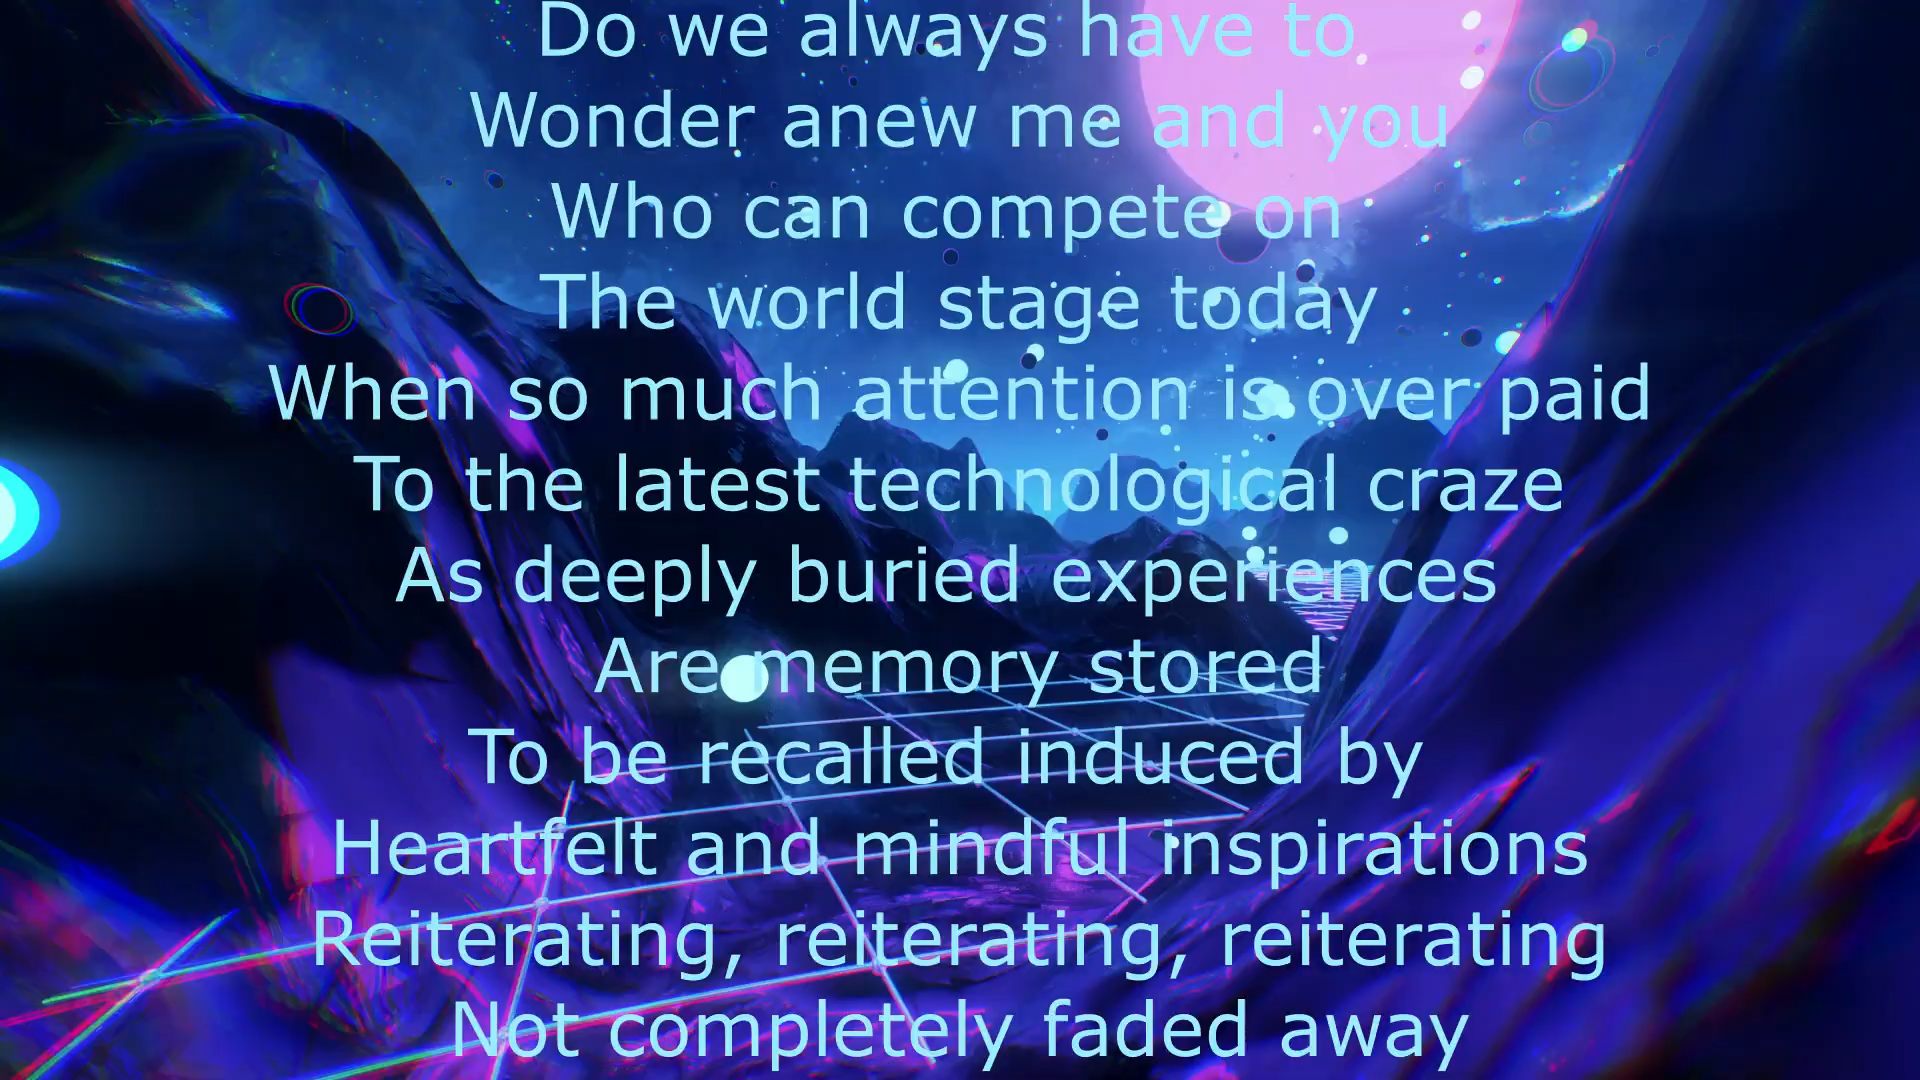 Do we always have to
Wonder anew me and you
Who can compete on
The world stage today
When so much attention is over paid
To the latest technological craze
As deeply buried experiences
Are memory stored
To be recalled induced by
Heartfelt and mindful inspirations
Reiterating, reiterating, reiterating
Not completely faded away